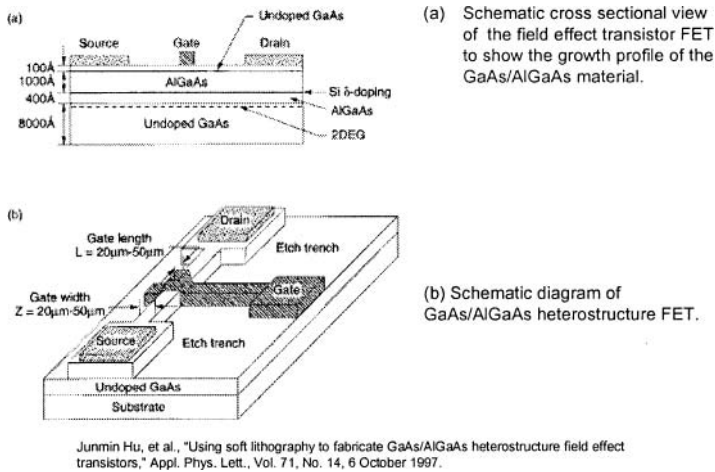 (a)
Undoped GaAs
Source
Gate
Drain
100Å
1000Å
AlGaAs
Si δ-doping
400Å
AlGaAs
8000Å
Undoped GaAs
2DEG
(a) Schematic cross sectional view
of the field effect transistor FET
to show the growth profile of the
GaAs/AlGaAs material.
(b)
Drain
Gate length
L = 20μm-50μm
Etch trench
Gate width
Z = 20μm-50μm
Gate
Source
Etch trench
Undoped GaAs
Substrate
(b) Schematic diagram of
GaAs/AlGaAs heterostructure FET.
Junmin Hu, et al., "Using soft lithography to fabricate GaAs/AlGaAs heterostructure field effect
transistors," Appl. Phys. Lett., Vol. 71, No. 14, 6 October 1997.